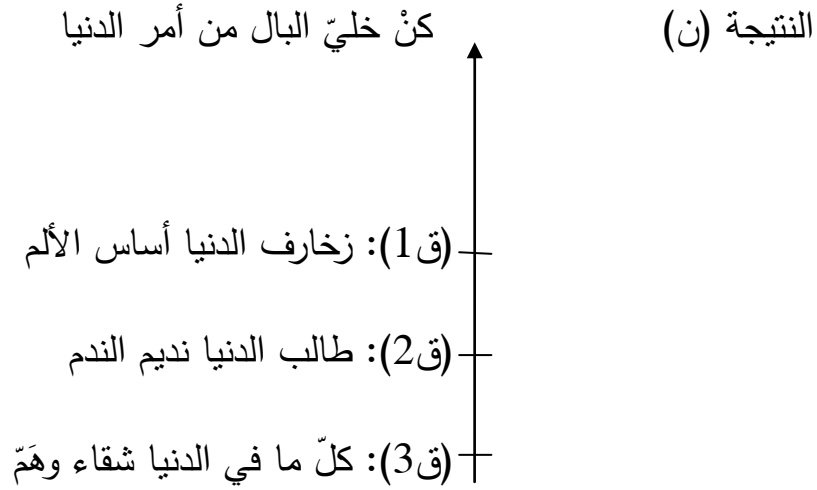 النتيجة (ن) كنْ خليّ البال من أمر الدنيا
(ق1): زخارف الدنيا أساس الألم
(ق2): طالب الدنيا نديم الندم
(ق3): كلّ ما في الدنيا شقاء وهَمّ